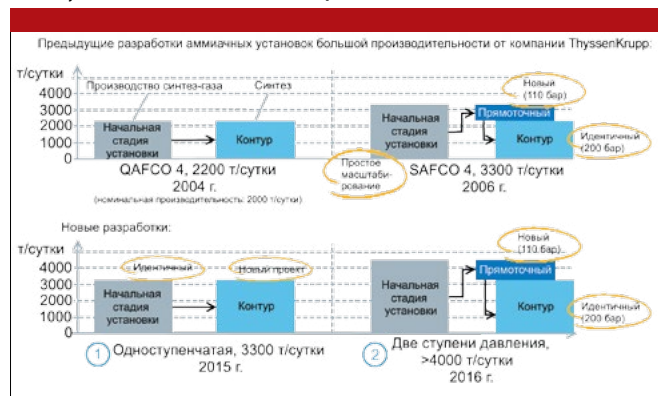 Предыдущие разработки аммиачных установок большой производительности от компании ThyssenKrupp:
т/сутки
4000
3000
2000
1000
0
Производство синтез-газа
Синтез
Начальная
стадия
установки
Контур
QAFCO 4, 2200 т/сутки
2004 г.
(номинальная производительность: 2000 т/сутки)
Простое
масштаби-
рование
Новый
(110 бар)
Начальная
стадия
установки
Прямоточный
Контур
Идентичный
(200 бар)
SAFCO 4, 3300 т/сутки
2006 г.
Новые разработки:
т/сутки
4000
3000
2000
1000
0
Идентичный
Новый проект
Начальная
стадия
установки
Контур
1 Одноступенчатая, 3300 т/сутки
2015 г.
Новый
(110 бар)
Начальная
стадия
установки
Прямоточный
Контур
Идентичный
(200 бар)
2 Две ступени давления,
>4000 т/сутки
2016 г.